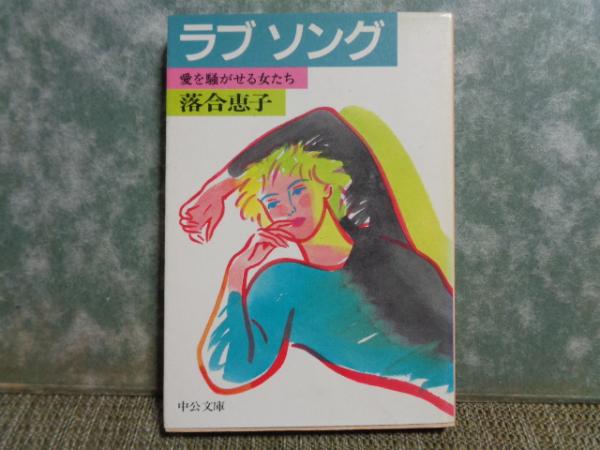 ラブ ソング
愛を騒がせる女たち
落合恵子
中公文庫